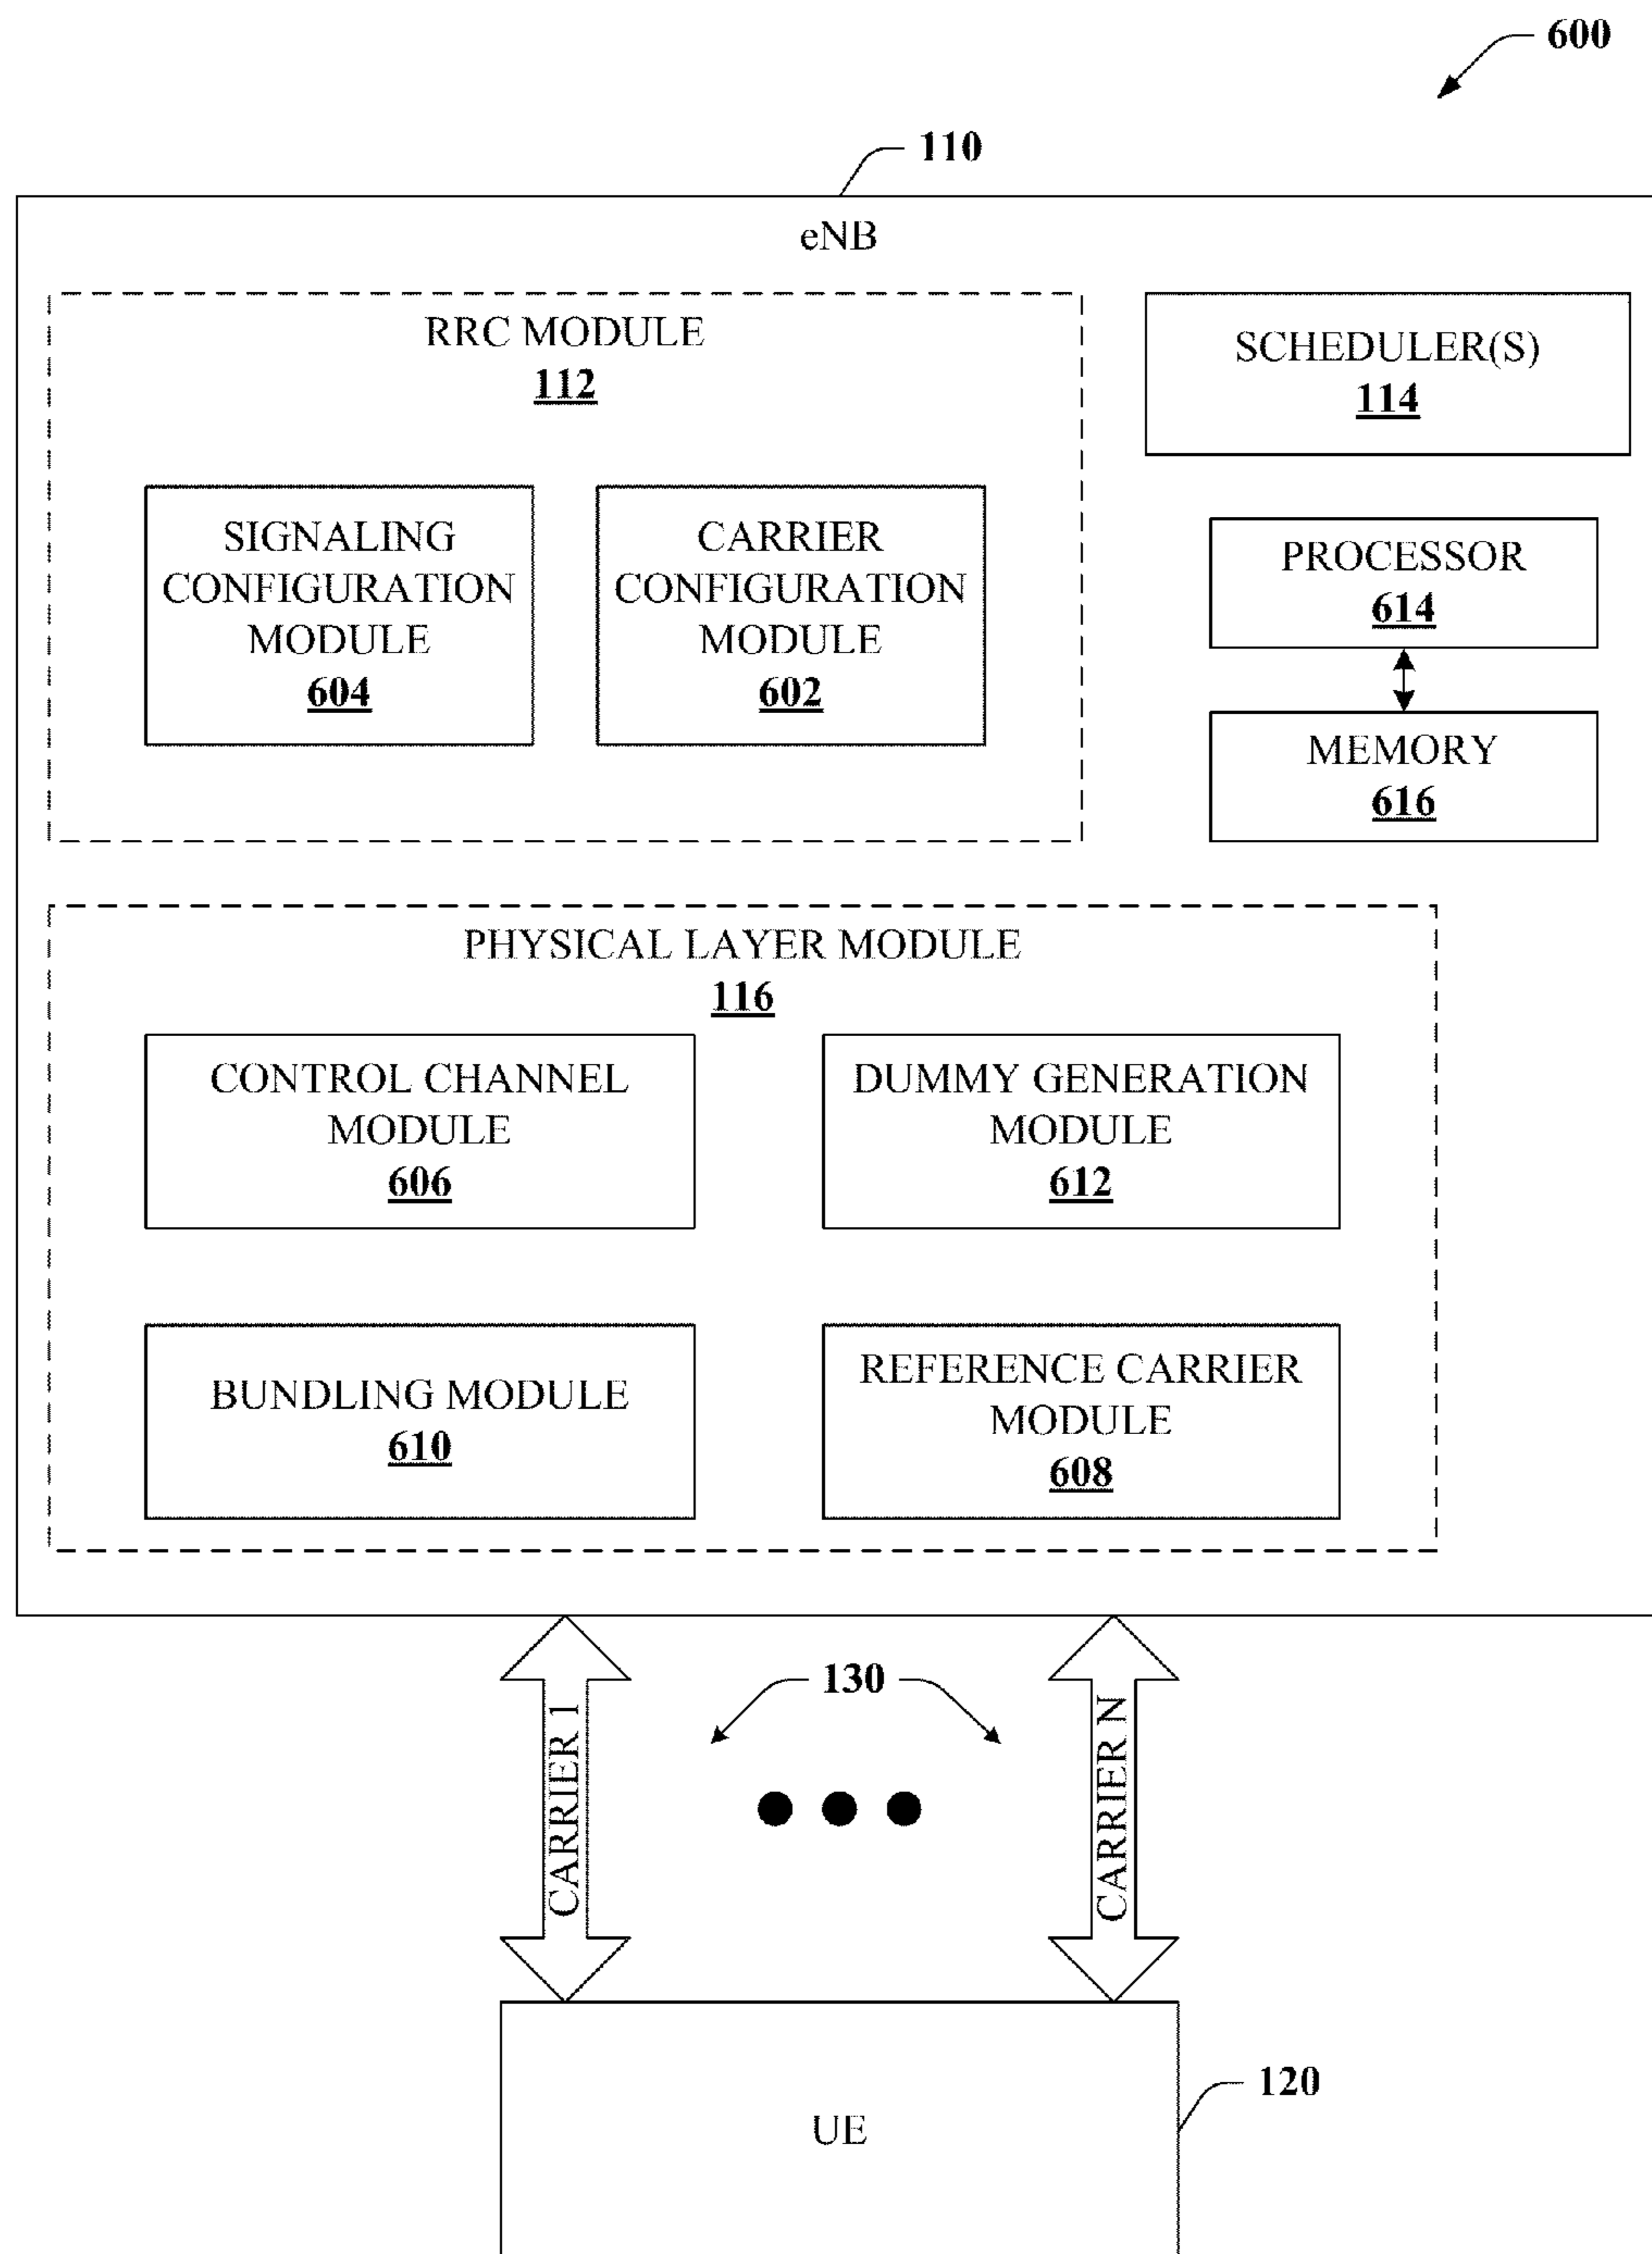 600
110
eNB
RRC MODULE
112
SIGNALING
CONFIGURATION
MODULE
604
CARRIER
CONFIGURATION
MODULE
602
SCHEDULER(S)
114
PROCESSOR
614
MEMORY
616
PHYSICAL LAYER MODULE
116
CONTROL CHANNEL
MODULE
606
DUMMY GENERATION
MODULE
612
BUNDLING MODULE
610
REFERENCE CARRIER
MODULE
608
CARRIER 1
130
CARRIER N
UE
120